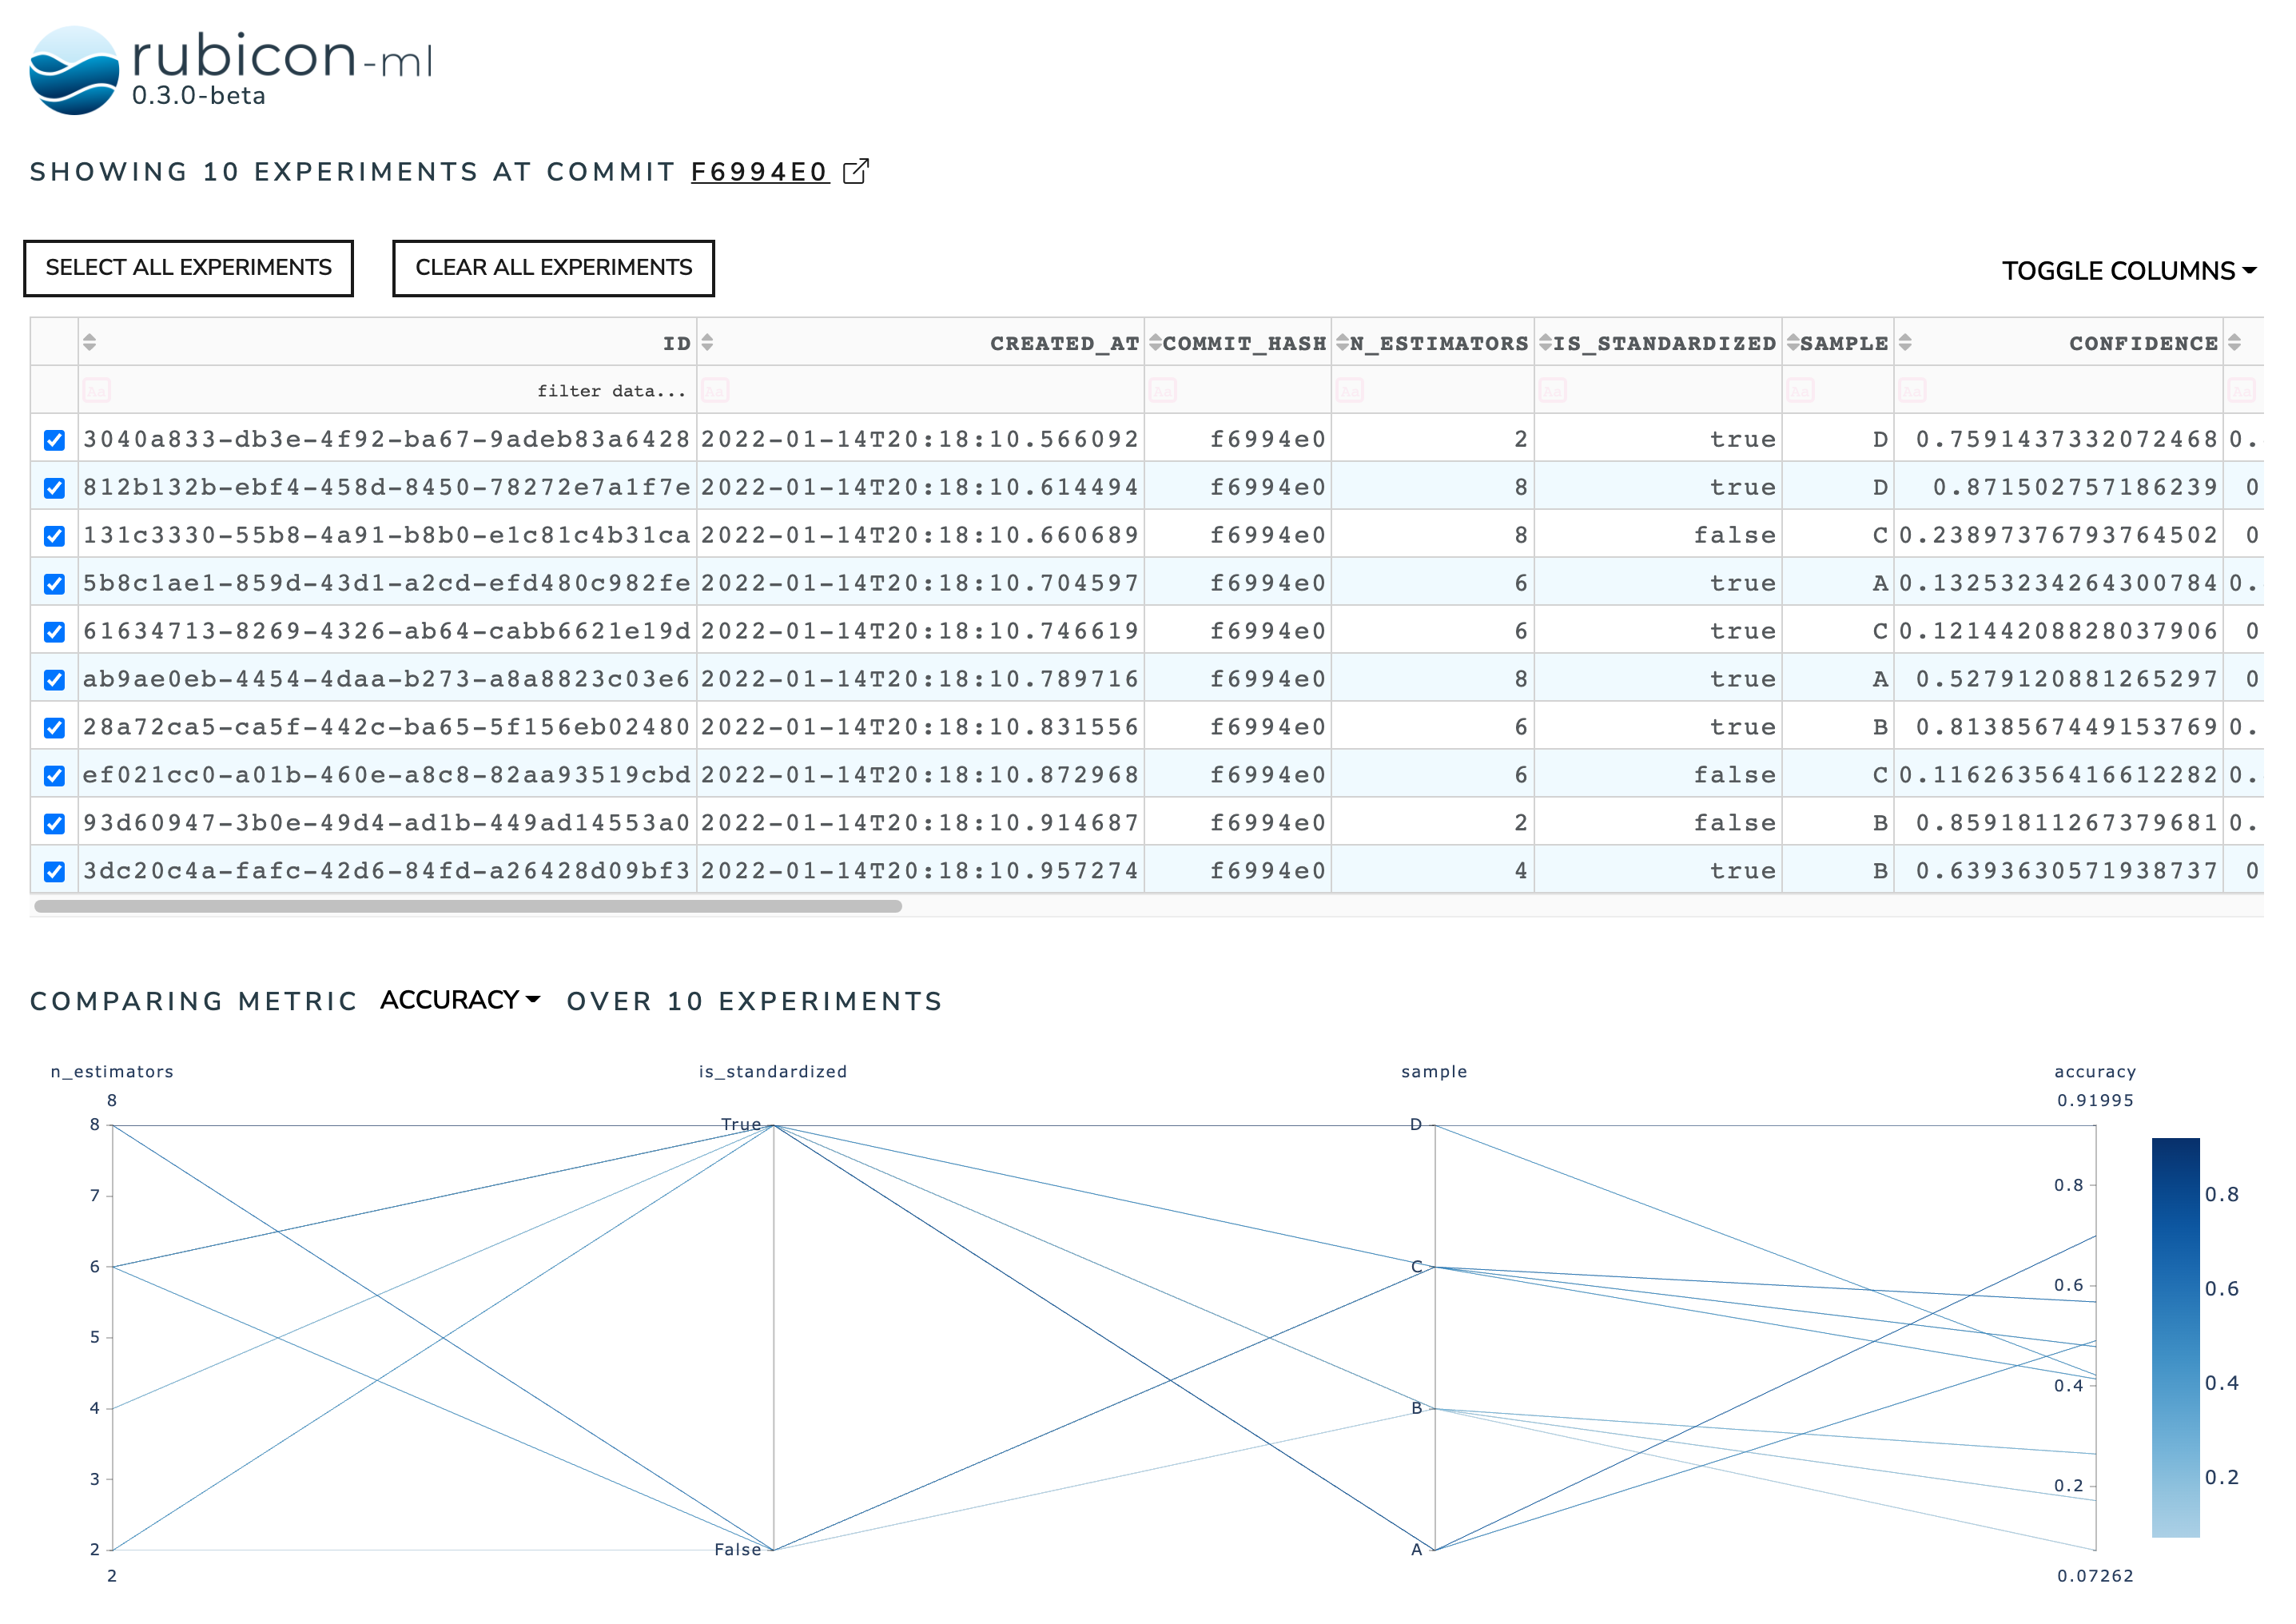 rubicon-ml
0.3.0-beta
SHOWING 10 EXPERIMENTS AT COMMIT F6994E0
SELECT ALL EXPERIMENTS CLEAR ALL EXPERIMENTS TOGGLE COLUMNS
ID CREATED_AT COMMIT_HASH N_ESTIMATORS IS_STANDARDIZED SAMPLE CONFIDENCE
Aa filter data... Aa Aa Aa Aa Aa Aa Aa
3040a833-db3e-4f92-ba67-9adeb83a6428 2022-01-14T20:18:10.566092 f6994e0 2 true D 0.7591437332072468 0.
812b132b-ebf4-458d-8450-78272e7a1f7e 2022-01-14T20:18:10.614494 f6994e0 8 true D 0.871502757186239 0
131c3330-55b8-4a91-b8b0-e1c81c4b31ca 2022-01-14T20:18:10.660689 f6994e0 8 false C 0.23897376793764502 0
5b8c1ae1-859d-43d1-a2cd-efd480c982fe 2022-01-14T20:18:10.704597 f6994e0 6 true A 0.13253234264300784 0.
61634713-8269-4326-ab64-cabb6621e19d 2022-01-14T20:18:10.746619 f6994e0 6 true C 0.12144208828037906 0
ab9ae0eb-4454-4daa-b273-a8a8823c03e6 2022-01-14T20:18:10.789716 f6994e0 8 true A 0.5279120881265297 0
28a72ca5-ca5f-442c-ba65-5f156eb02480 2022-01-14T20:18:10.831556 f6994e0 6 true B 0.8138567449153769 0.
ef021cc0-a01b-460e-a8c8-82aa93519cbd 2022-01-14T20:18:10.872968 f6994e0 6 false C 0.11626356416612282 0.
93d60947-3b0e-49d4-ad1b-449ad14553a0 2022-01-14T20:18:10.914687 f6994e0 2 false B 0.8591811267379681 0.
3dc20c4a-fafc-42d6-84fd-a26428d09bf3 2022-01-14T20:18:10.957274 f6994e0 4 true B 0.6393630571938737 0
COMPARING METRIC ACCURACY OVER 10 EXPERIMENTS
n_estimators is_standardized sample accuracy
8 0.91995
8 True D
7 0.8 0.8
6 C 0.6 0.6
5
4 B 0.4 0.4
3 0.2 0.2
2 False A
2 0.07262